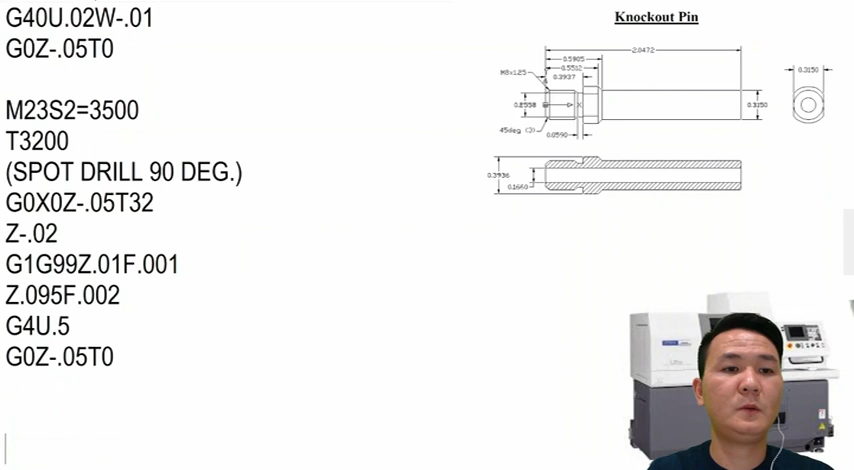 G40U.02W-.01
G0Z-.05T0
M23S2=3500
T3200
(SPOT DRILL 90 DEG.)
G0X0Z-.05T32
Z-.02
G1G99Z.01F.001
Z.095F.002
G4U.5
G0Z-.05T0
Knockout Pin
2.0472
0.5905
0.5512
0.3937
M8x1.25
0.2558
X
45deg (3)
0.0590
0.3150
0.3150
0.3936
0.1660